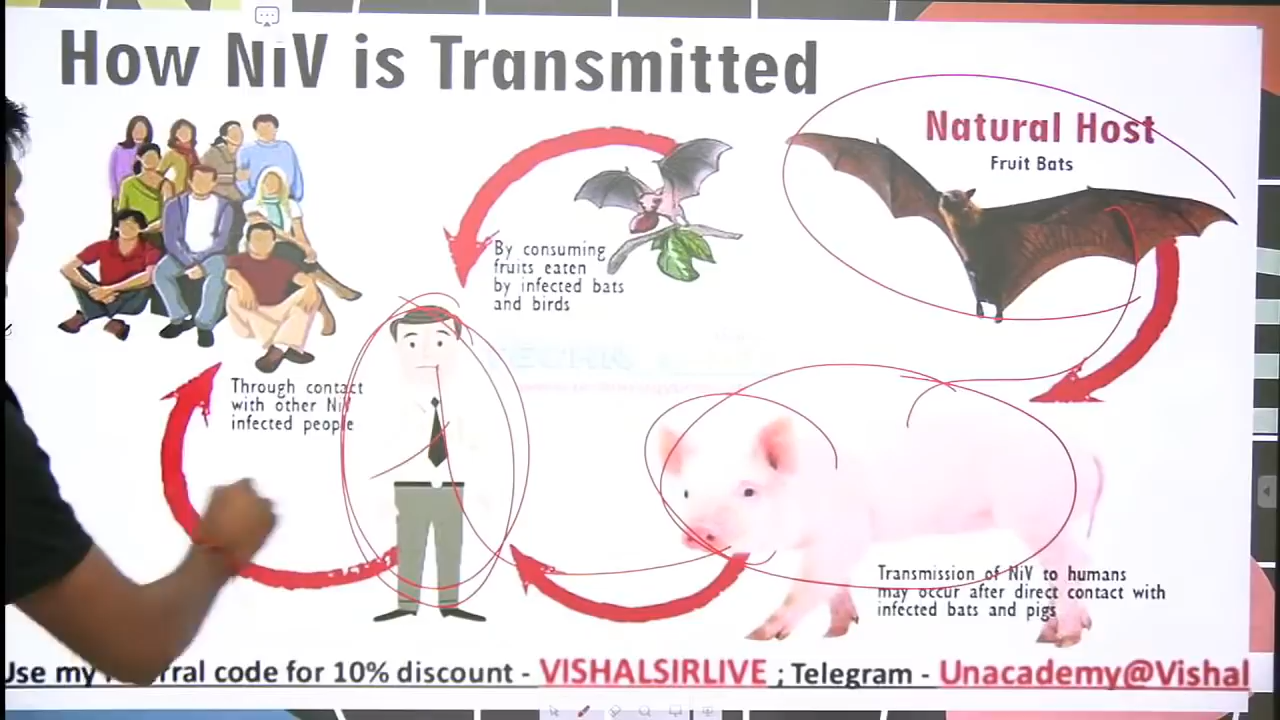 How NiV is Transmitted
Natural Host
Fruit Bats
By consuming
fruits eaten
by infected bats
and birds
Through contact
with other NiV
infected people
Transmission of NiV to humans
may occur after direct contact with
infected bats and pigs
Use my referral code for 10% discount - VISHALSIRLIVE ; Telegram - Unacademy@Vishal